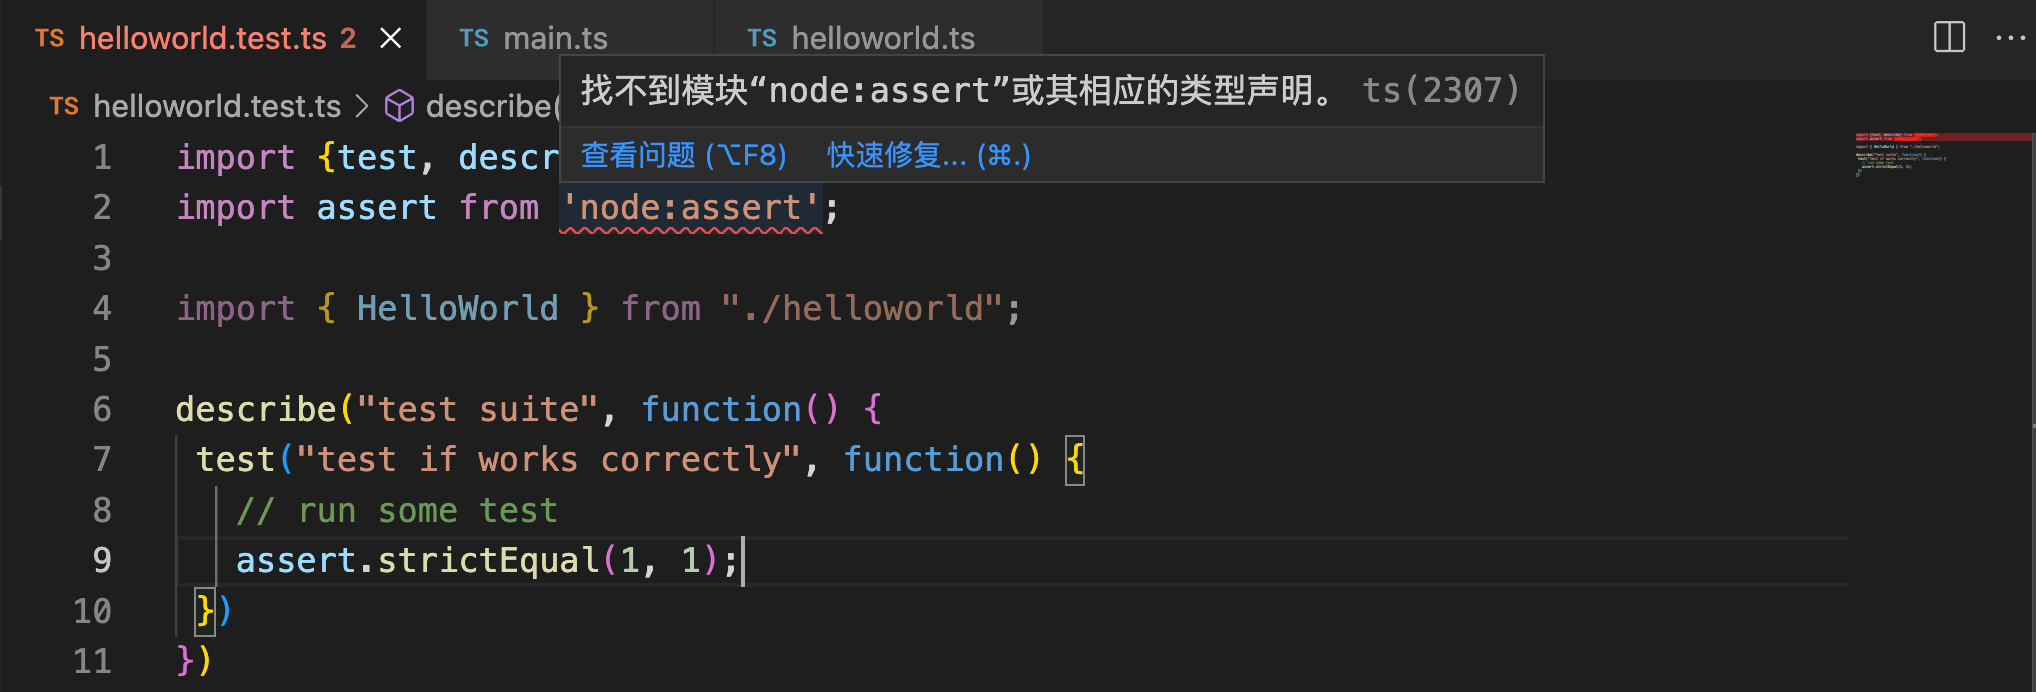 TS helloworld.test.ts 2 × TS main.ts TS helloworld.ts
TS helloworld.test.ts > describe(
找不到模块“node:assert”或其相应的类型声明。 ts(2307)
查看问题 (⌥F8) 快速修复... (⌘.)
1 import {test, descr
2 import assert from 'node:assert';
3
4 import { HelloWorld } from "./helloworld";
5
6 describe("test suite", function() {
7 test("test if works correctly", function() {
8 // run some test
9 assert.strictEqual(1, 1);
10 })
11 })